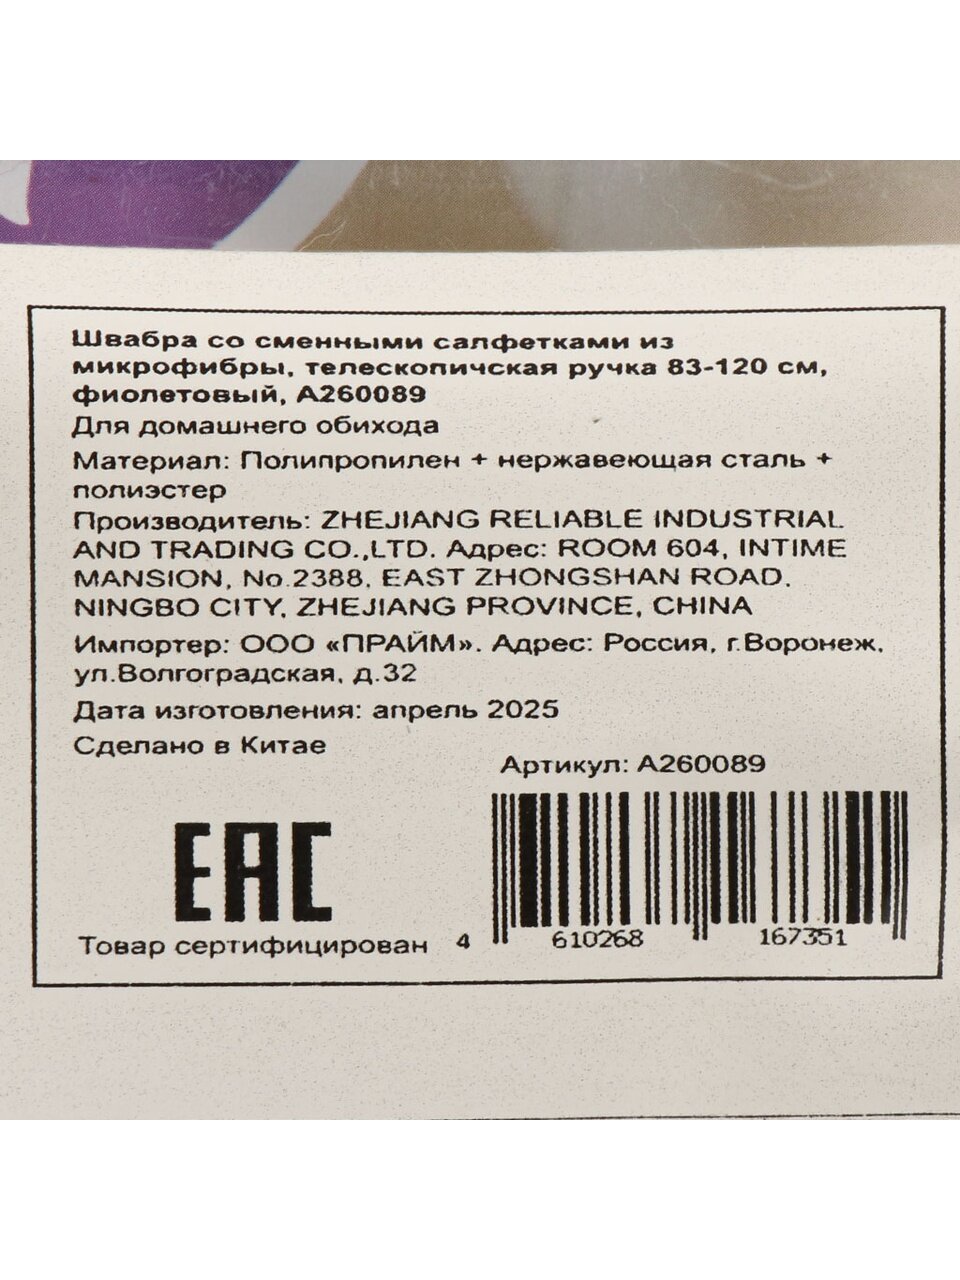 Швабра со сменными салфетками из
микрофибры, телескопичская ручка 83-120 см,
фиолетовый, А260089
Для домашнего обихода
Материал: Полипропилен + нержавеющая сталь +
полиэстер
Производитель: ZHEJIANG RELIABLE INDUSTRIAL
AND TRADING CO.,LTD. Адрес: ROOM 604, INTIME
MANSION, No.2388, EAST ZHONGSHAN ROAD,
NINGBO CITY, ZHEJIANG PROVINCE, CHINA
Импортер: ООО «ПРАЙМ». Адрес: Россия, г.Воронеж,
ул.Волгоградская, д.32
Дата изготовления: апрель 2025
Сделано в Китае
Артикул: А260089
EAC
Товар сертифицирован
4 610268 167351